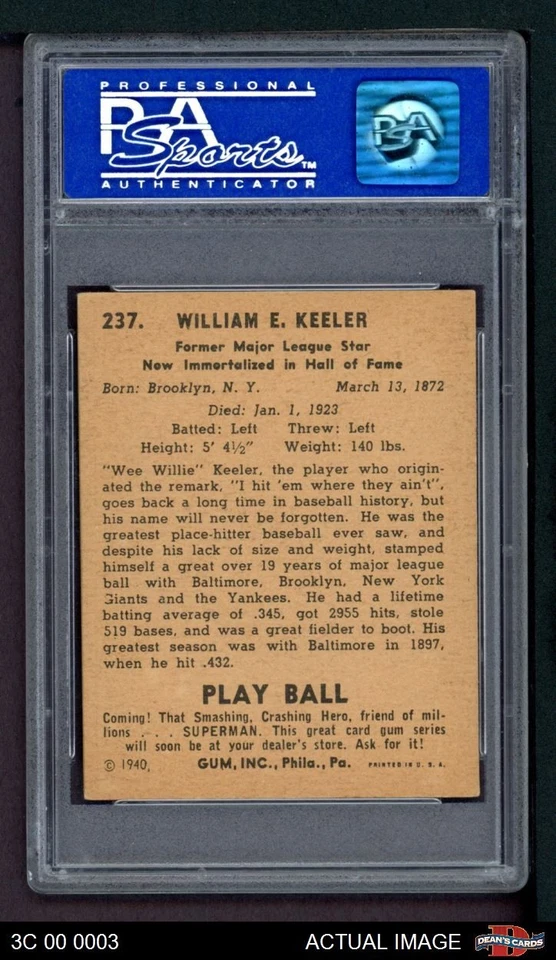 PROFESSIONAL
PSA
Sports™
AUTHENTICATOR
PSA
237. WILLIAM E. KEELER
Former Major League Star
Now Immortalized in Hall of Fame
Born: Brooklyn, N. Y. March 13, 1872
Died: Jan. 1, 1923
Batted: Left Threw: Left
Height: 5' 4½" Weight: 140 lbs.
"Wee Willie" Keeler, the player who origin-
ated the remark, "I hit 'em where they ain't",
goes back a long time in baseball history, but
his name will never be forgotten. He was the
greatest place-hitter baseball ever saw, and
despite his lack of size and weight, stamped
himself a great over 19 years of major league
ball with Baltimore, Brooklyn, New York
Giants and the Yankees. He had a lifetime
batting average of .345, got 2955 hits, stole
519 bases, and was a great fielder to boot. His
greatest season was with Baltimore in 1897,
when he hit .432.
PLAY BALL
Coming! That Smashing, Crashing Hero, friend of mil-
lions . . . SUPERMAN. This great card gum series
will soon be at your dealer's store. Ask for it!
© 1940, GUM, INC., Phila., Pa. PRINTED IN U. S. A.
3C 00 0003 ACTUAL IMAGE DEAN'S CARDS